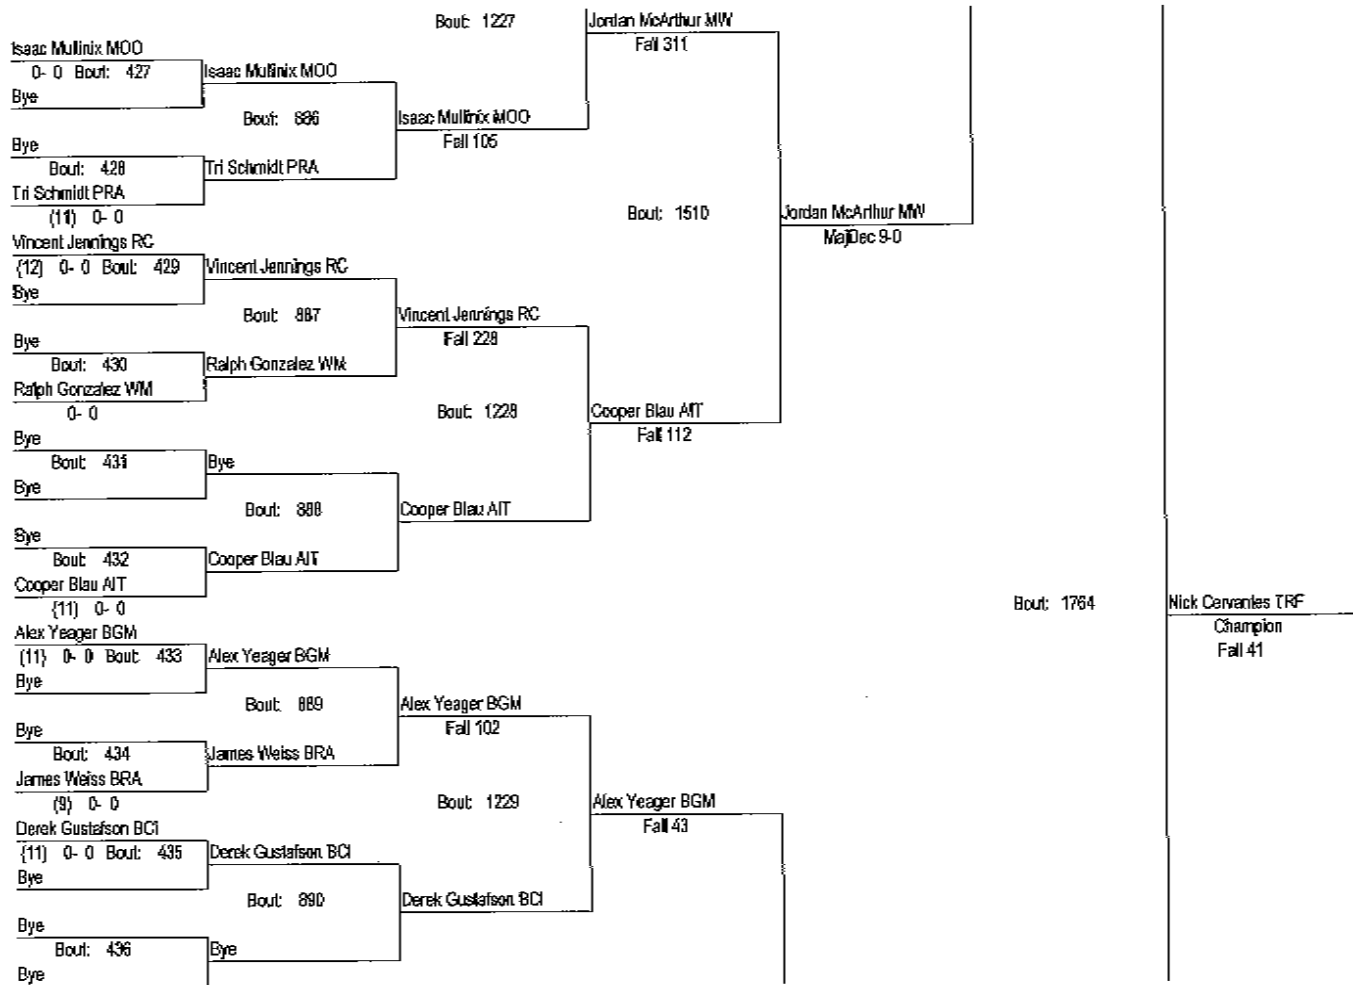 Bout: 1227
Jordan McArthur MW
Fall 311
Isaac Mullinix MOO
0- 0 Bout: 427
Isaac Mullinix MOO
Bye
Bout: 886
Isaac Mullinix MOO
Fall 105
Bye
Bout: 428
Tri Schmidt PRA
Tri Schmidt PRA
(11) 0- 0
Bout: 1510
Jordan McArthur MW
MajDec 9-0
Vincent Jennings RC
(12) 0- 0 Bout: 429
Vincent Jennings RC
Bye
Bout: 887
Vincent Jennings RC
Fall 228
Bye
Bout: 430
Ralph Gonzalez WM
Ralph Gonzalez WM
0- 0
Bout: 1228
Cooper Blau AIT
Fall 112
Bye
Bout: 431
Bye
Bye
Bout: 888
Cooper Blau AIT
Bye
Bout: 432
Cooper Blau AIT
Cooper Blau AIT
(11) 0- 0
Bout: 1764
Nick Cervantes TRF
Champion
Fall 41
Alex Yeager BGM
(11) 0- 0 Bout: 433
Alex Yeager BGM
Bye
Bout: 889
Alex Yeager BGM
Fall 102
Bye
Bout: 434
James Weiss BRA
James Weiss BRA
(9) 0- 0
Bout: 1229
Alex Yeager BGM
Fall 43
Derek Gustafson BCI
(11) 0- 0 Bout: 435
Derek Gustafson BCI
Bye
Bout: 890
Derek Gustafson BCI
Bye
Bout: 436
Bye
Bye